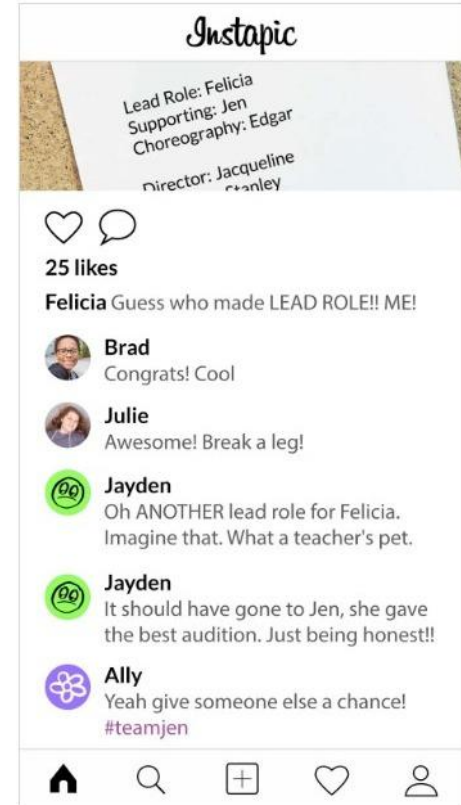 Instapic
Lead Role: Felicia
Supporting: Jen
Choreography: Edgar
Director: Jacqueline
Stanley
25 likes
Felicia Guess who made LEAD ROLE!! ME!
Brad
Congrats! Cool
Julie
Awesome! Break a leg!
Jayden
Oh ANOTHER lead role for Felicia.
Imagine that. What a teacher's pet.
Jayden
It should have gone to Jen, she gave
the best audition. Just being honest!!
Ally
Yeah give someone else a chance!
#teamjen